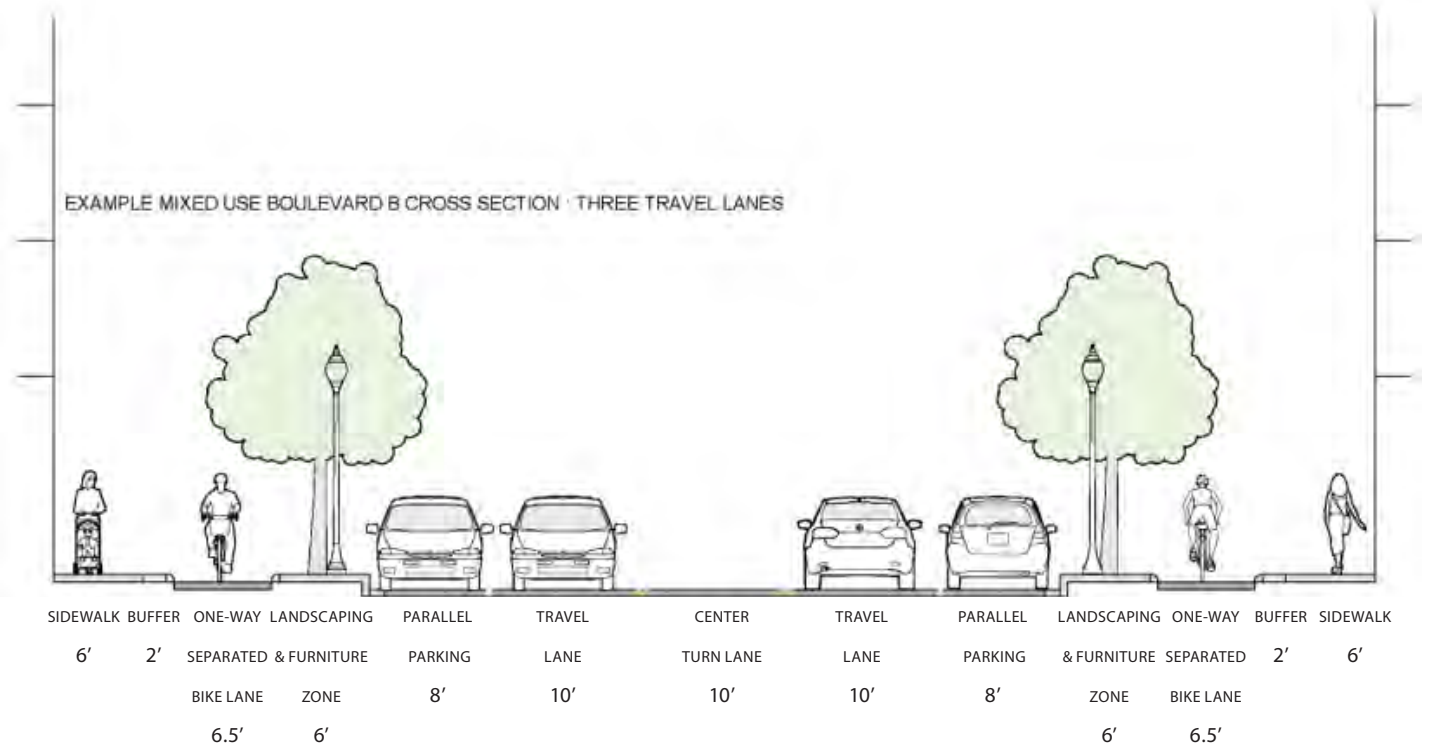 EXAMPLE MIXED USE BOULEVARD B CROSS SECTION · THREE TRAVEL LANES
SIDEWALK BUFFER ONE-WAY LANDSCAPING PARALLEL TRAVEL CENTER TRAVEL PARALLEL LANDSCAPING ONE-WAY BUFFER SIDEWALK
6′ 2′ SEPARATED & FURNITURE PARKING LANE TURN LANE LANE PARKING & FURNITURE SEPARATED 2′ 6′
BIKE LANE ZONE 8′ 10′ 10′ 10′ 8′ ZONE BIKE LANE
6.5′ 6′ 6′ 6.5′